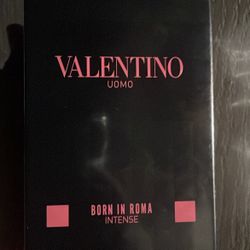 VALENTINO
UOMO
BORN IN ROMA
INTENSE